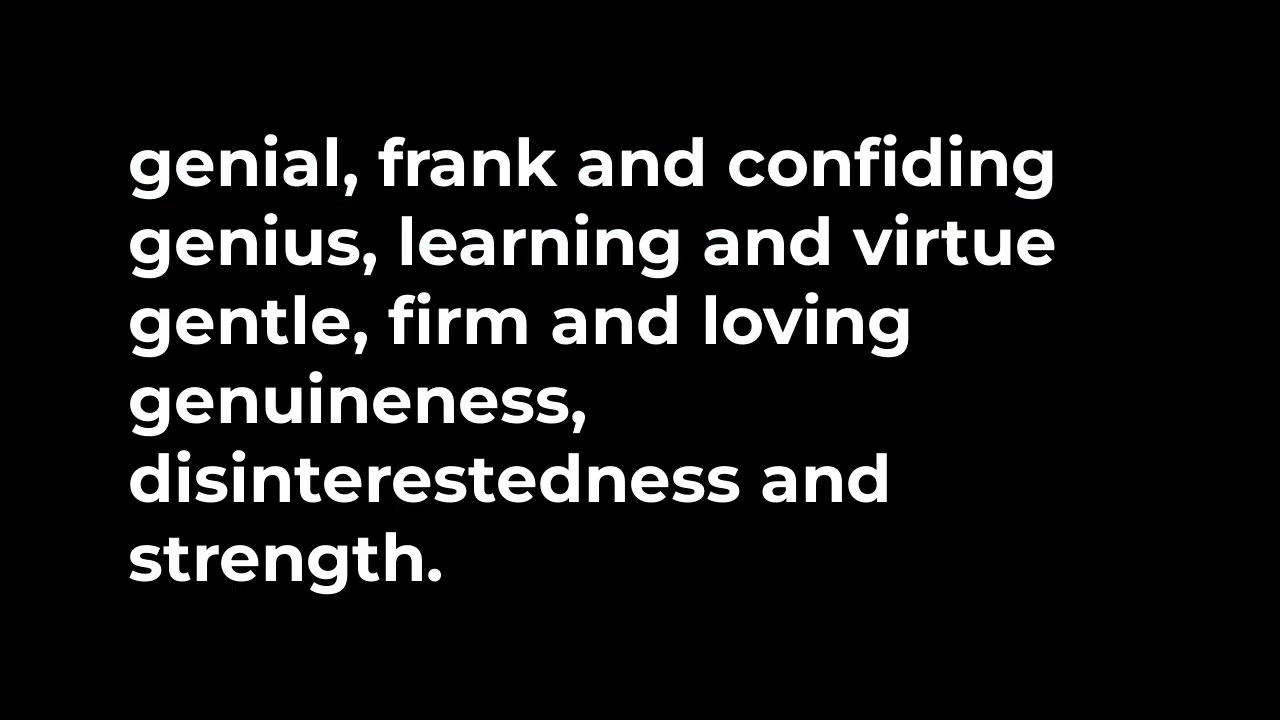 genial, frank and confiding
genius, learning and virtue
gentle, firm and loving
genuineness,
disinterestedness and
strength.